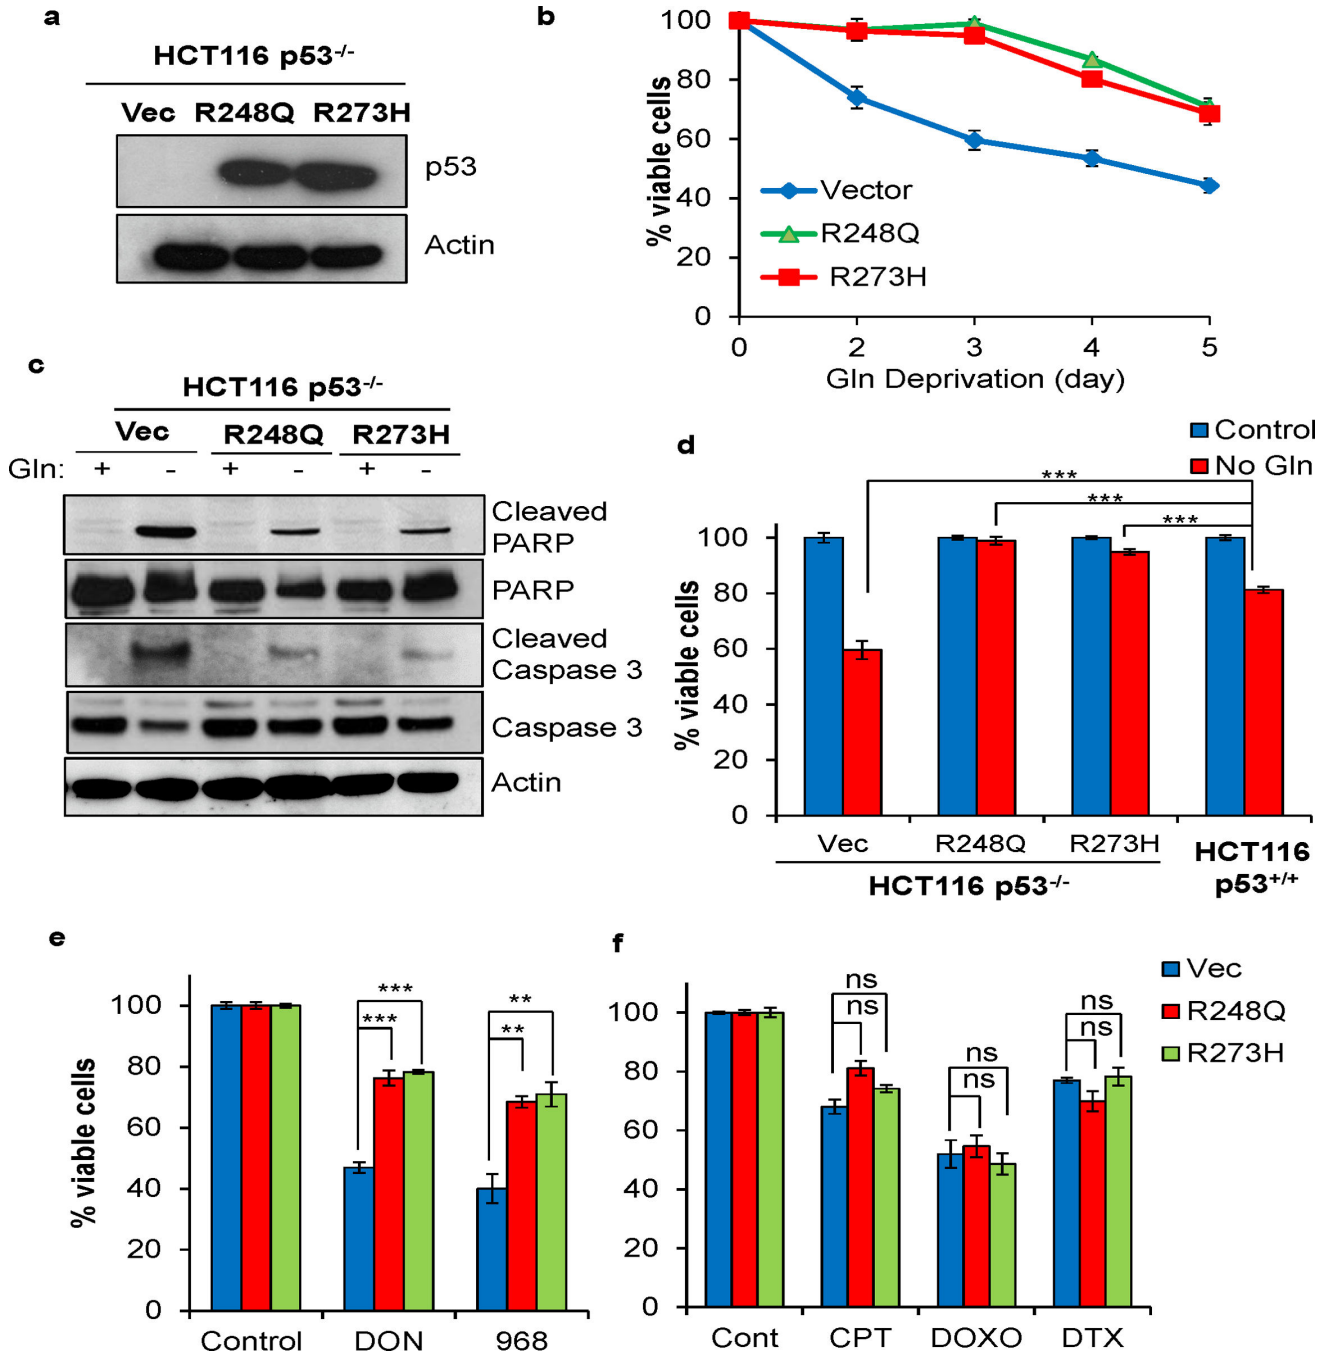 a
HCT116 p53-/-
Vec R248Q R273H
p53
Actin
b
% viable cells
100
80
60
40
20
0
Vector
R248Q
R273H
0 2 3 4 5
Gln Deprivation (day)
c
HCT116 p53-/-
Vec R248Q R273H
Gln: + - + - + -
Cleaved
PARP
PARP
Cleaved
Caspase 3
Caspase 3
Actin
d
Control
No Gln
***
***
***
% viable cells
100
80
60
40
20
0
Vec R248Q R273H
HCT116 p53-/-
HCT116
p53+/+
e
% viable cells
100
80
60
40
20
0
***
***
**
**
Control DON 968
f
Vec
R248Q
R273H
% viable cells
100
80
60
40
20
0
ns
ns
ns
ns
ns
ns
Cont CPT DOXO DTX